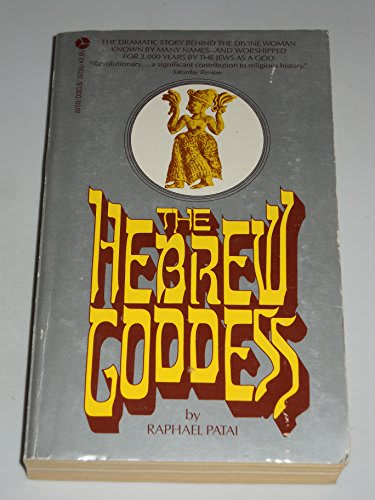 THE DRAMATIC STORY BEHIND THE DIVINE WOMAN
KNOWN BY MANY NAMES—AND WORSHIPPED
FOR 3,000 YEARS BY THE JEWS AS A GOD
"Revolutionary...a significant contribution to religious history."
Saturday Review
THE
HEBREW
GODDESS
by
RAPHAEL PATAI